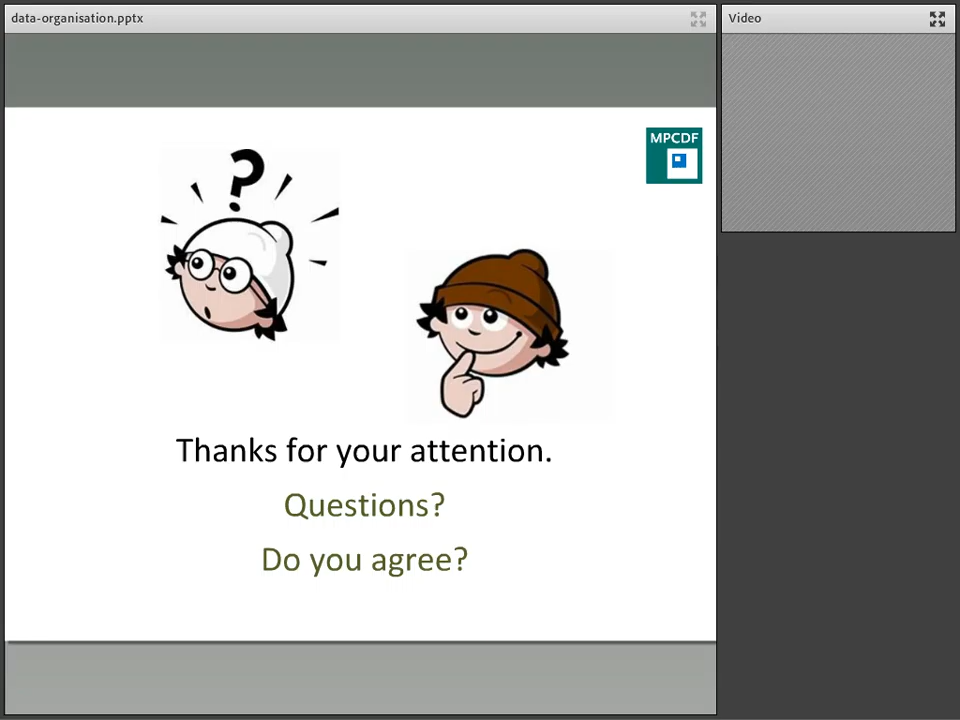 data-organisation.pptx
Video
MPCDF
?
Thanks for your attention.
Questions?
Do you agree?